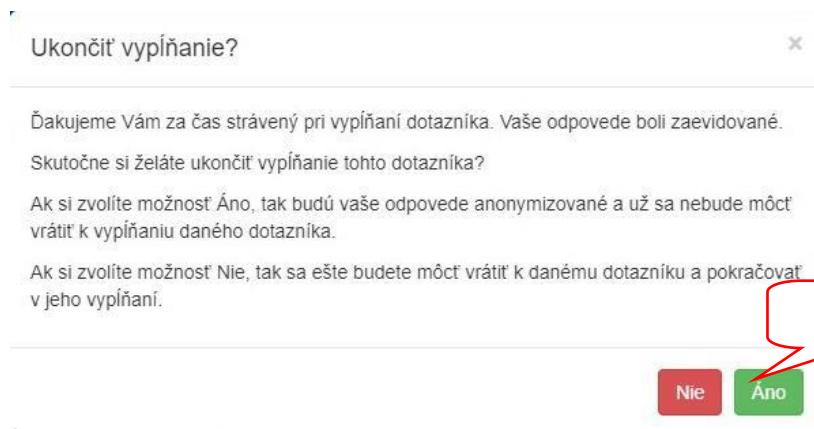 Ukončiť vypĺňanie?
×
Ďakujeme Vám za čas strávený pri vypĺňaní dotazníka. Vaše odpovede boli zaevidované.
Skutočne si želáte ukončiť vypĺňanie tohto dotazníka?
Ak si zvolíte možnosť Áno, tak budú vaše odpovede anonymizované a už sa nebude môcť
vrátiť k vypĺňaniu daného dotazníka.
Ak si zvolíte možnosť Nie, tak sa ešte budete môcť vrátiť k danému dotazníku a pokračovať
v jeho vypĺňaní.
Nie Áno